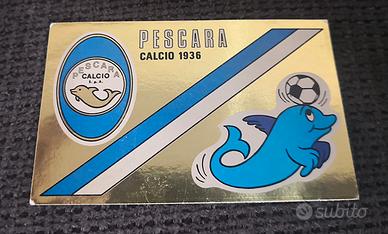 PESCARA
CALCIO 1936
PESCARA
CALCIO
S.p.A.
subito